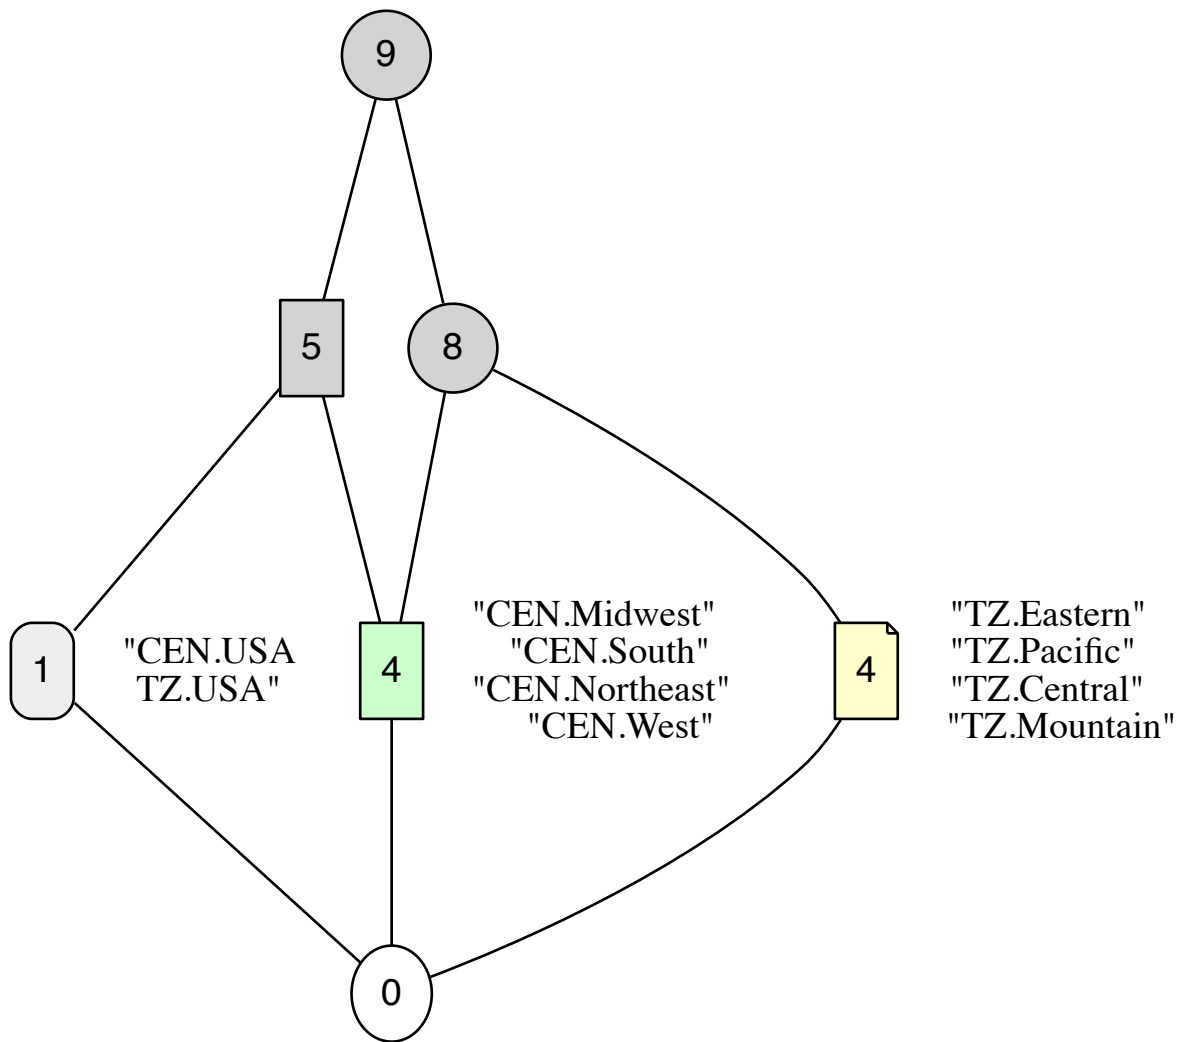 9
5
8
1
"CEN.USA
TZ.USA"
4
"CEN.Midwest"
"CEN.South"
"CEN.Northeast"
"CEN.West"
4
"TZ.Eastern"
"TZ.Pacific"
"TZ.Central"
"TZ.Mountain"
0